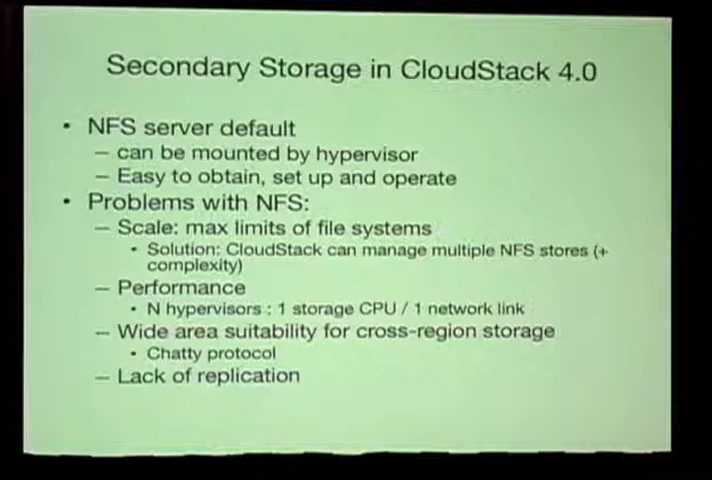 Secondary Storage in CloudStack 4.0
• NFS server default
– can be mounted by hypervisor
– Easy to obtain, set up and operate
• Problems with NFS:
– Scale: max limits of file systems
• Solution: CloudStack can manage multiple NFS stores (+
complexity)
– Performance
• N hypervisors : 1 storage CPU / 1 network link
– Wide area suitability for cross-region storage
• Chatty protocol
– Lack of replication